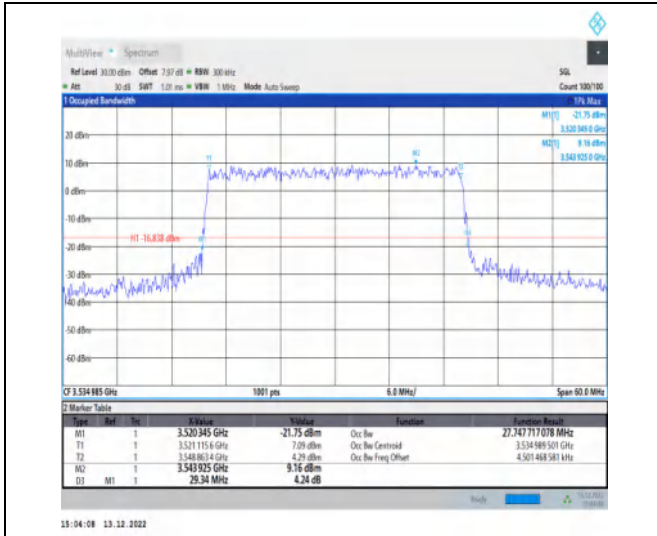 MultiView Spectrum
Ref Level 30.00 dBm Offset 7.97 dB RBW 300 kHz SGL
Att 30 dB SWT 1.01 ms VBW 1 MHz Mode Auto Sweep Count 100/100
1 Occupied Bandwidth 1Pk Max
M1[1] -21.75 dBm
3.520 345 0 GHz
M2[1] 9.16 dBm
3.543 925 0 GHz
20 dBm
10 dBm
0 dBm
-10 dBm
H1 -16.838 dBm
-20 dBm
-30 dBm
-40 dBm
-50 dBm
-60 dBm
T1
M2
CF 3.534 985 GHz 1001 pts 6.0 MHz/ Span 60.0 MHz
2 Marker Table
Type Ref Trc X-Value Y-Value Function Function Result
M1 1 3.520345 GHz -21.75 dBm Occ Bw 27.747 717 078 MHz
T1 1 3.521 115 6 GHz 7.09 dBm Occ Bw Centroid 3.534 989 501 GHz
T2 1 3.548 863 4 GHz 4.29 dBm Occ Bw Freq Offset 4.501 468 581 kHz
M2 1 3.543 925 GHz 9.16 dBm
D3 M1 1 29.34 MHz 4.24 dB
Ready
15:04:08 13.12.2022